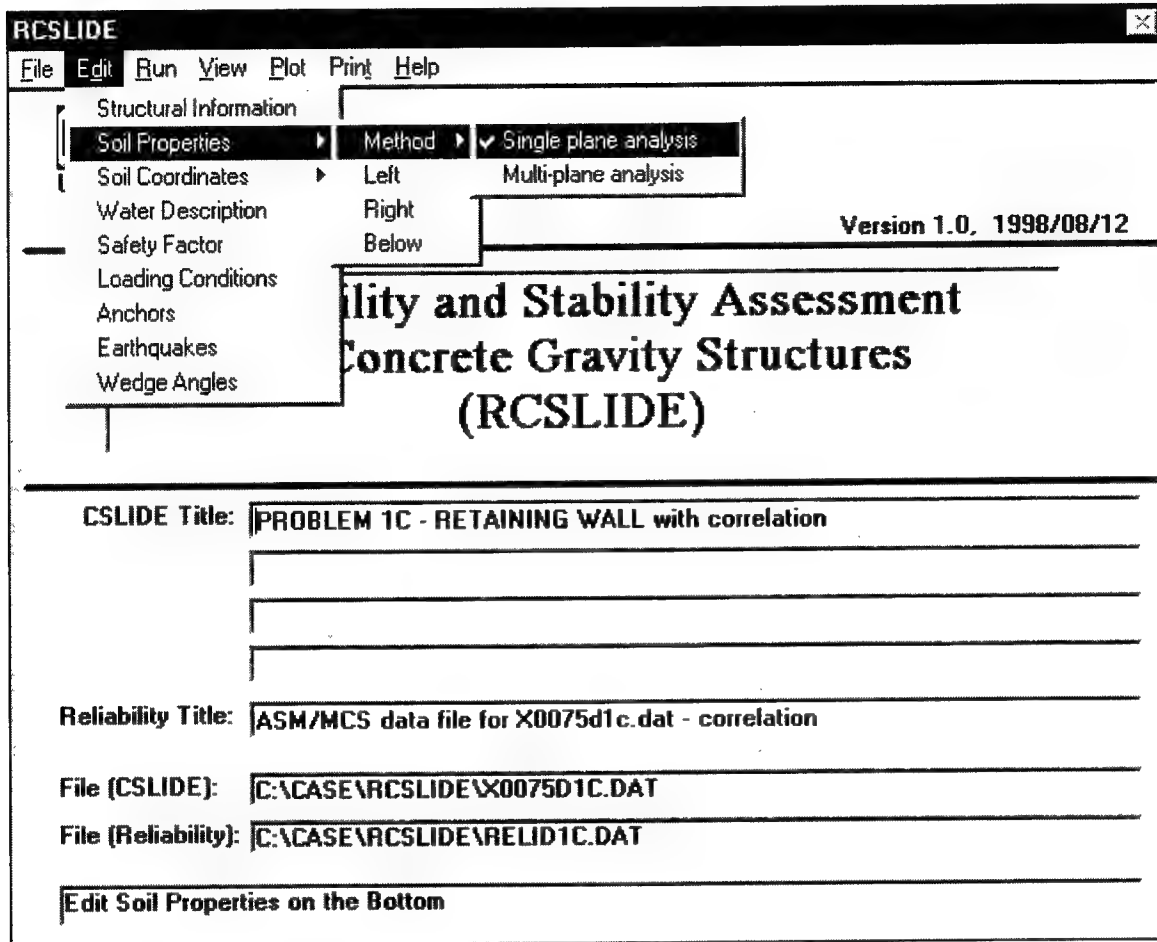 RCSLIDE
File Edit Run View Plot Print Help
Structural Information
Soil Properties
Soil Coordinates
Water Description
Safety Factor
Loading Conditions
Anchors
Earthquakes
Wedge Angles
Method
Left
Right
Below
Single plane analysis
Multi-plane analysis
Version 1.0, 1998/08/12
ility and Stability Assessment
Concrete Gravity Structures
(RCSLIDE)
CSLIDE Title: PROBLEM 1C - RETAINING WALL with correlation
Reliability Title: ASM/MCS data file for X0075d1c.dat - correlation
File (CSLIDE): C:\CASE\RCSLIDE\X0075D1C.DAT
File (Reliability): C:\CASE\RCSLIDE\RELID1C.DAT
Edit Soil Properties on the Bottom